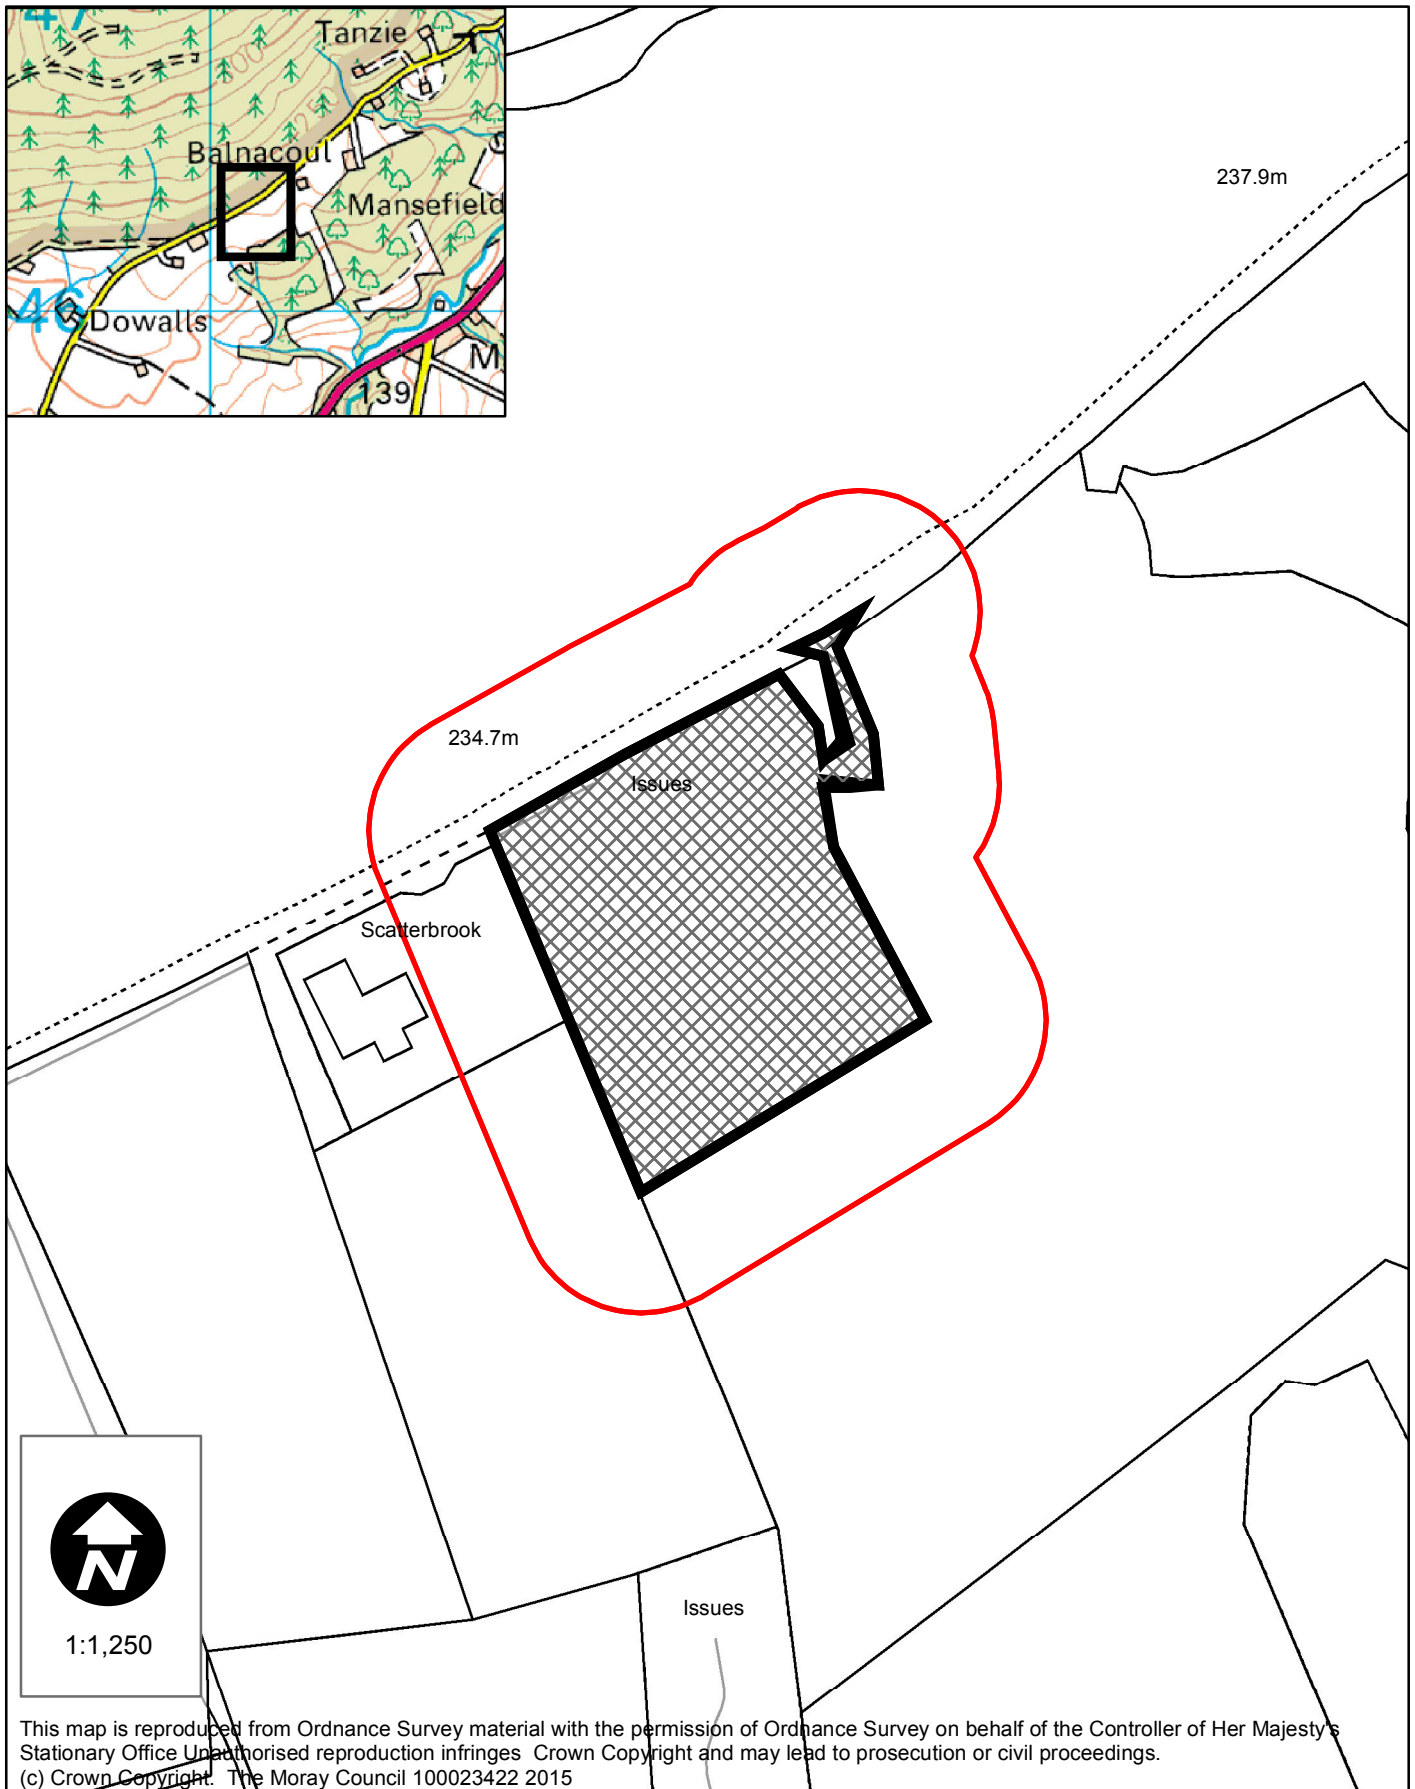 47
Tanzie
300
Balnacoul
Mansefield
46
Dowalls
M
139
237.9m
234.7m
Issues
Scatterbrook
N
1:1,250
Issues
This map is reproduced from Ordnance Survey material with the permission of Ordnance Survey on behalf of the Controller of Her Majesty's
Stationary Office Unauthorised reproduction infringes Crown Copyright and may lead to prosecution or civil proceedings.
(c) Crown Copyright. The Moray Council 100023422 2015